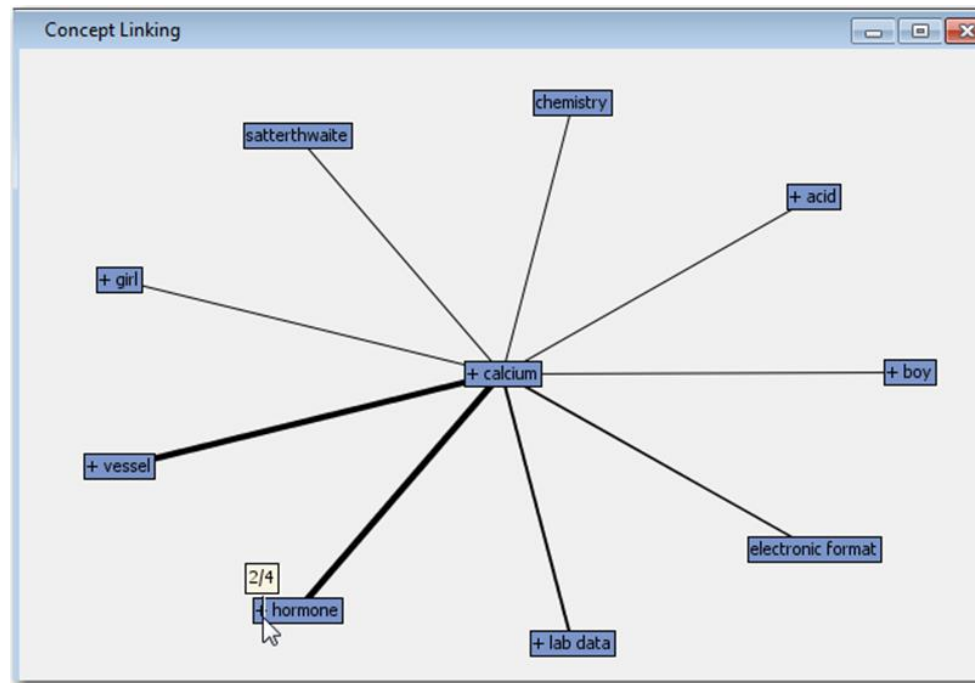 Concept Linking
chemistry
satterthwaite
+ acid
+ girl
+ calcium
+ boy
+ vessel
electronic format
2/4
+ hormone
+ lab data